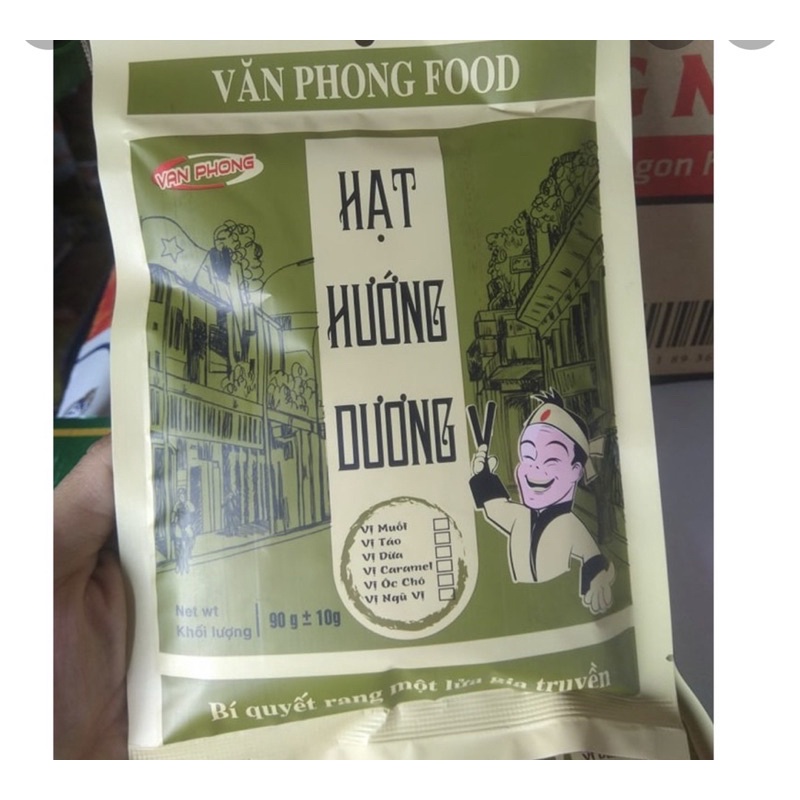 VĂN PHONG FOOD
VAN PHONG
HẠT
HƯỚNG
DƯƠNG
Vị Muối
Vị Táo
Vị Dừa
Vị Caramel
Vị Óc Chó
Vị Ngũ Vị
Net wt
Khối lượng
90 g ± 10g
Bí quyết rang một lửa gia truyền